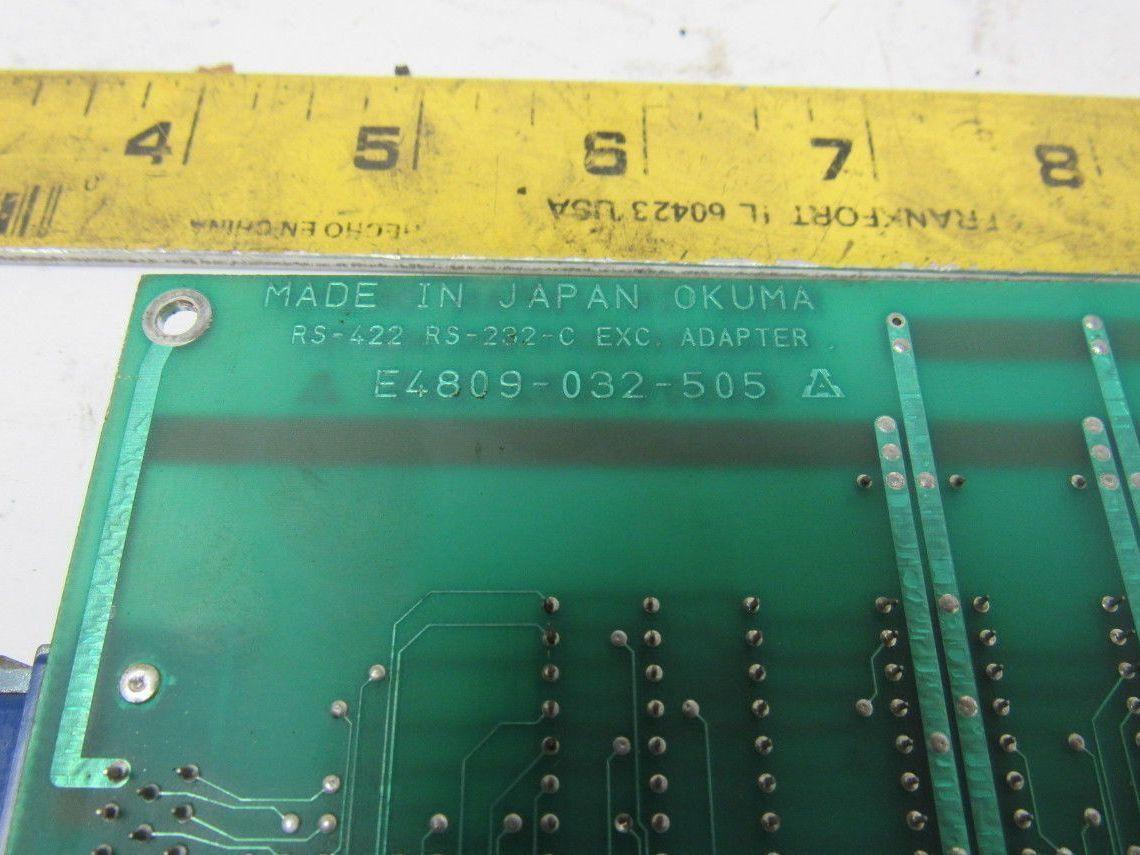 4 5 6 7 8
HECHO EN CHINA
FRANKFORT IL 60423 USA
MADE IN JAPAN OKUMA
RS-422 RS-232-C EXC. ADAPTER
E4809-032-505 A